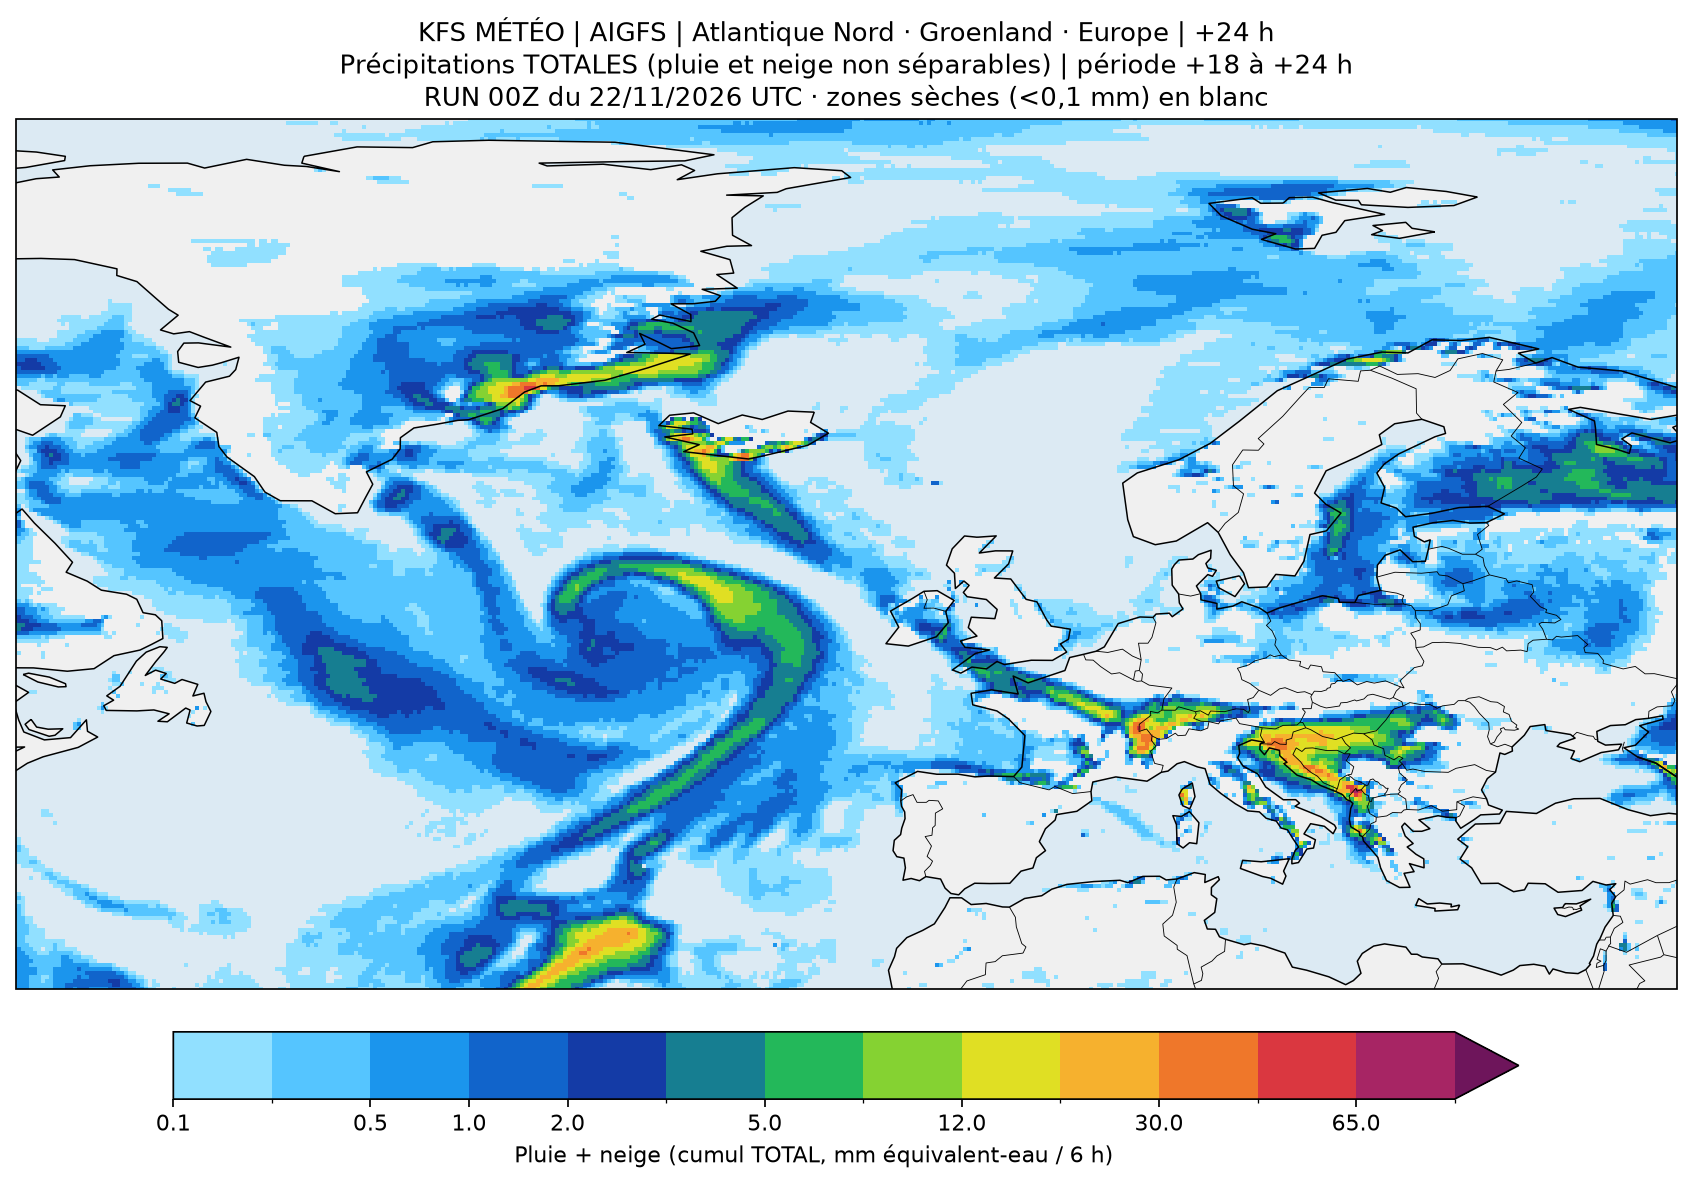 KFS MÉTÉO | AIGFS | Atlantique Nord · Groenland · Europe | +24 h
Précipitations TOTALES (pluie et neige non séparables) | période +18 à +24 h
RUN 00Z du 22/11/2026 UTC · zones sèches (<0,1 mm) en blanc
0.1 0.5 1.0 2.0 5.0 12.0 30.0 65.0
Pluie + neige (cumul TOTAL, mm équivalent-eau / 6 h)